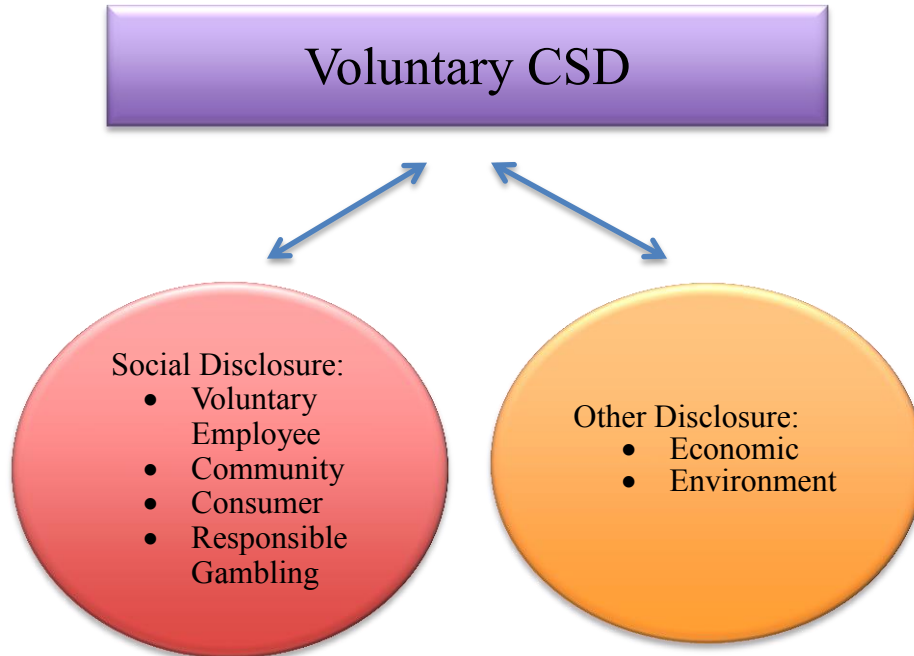 Voluntary CSD
Social Disclosure:
• Voluntary
Employee
• Community
• Consumer
• Responsible
Gambling
Other Disclosure:
• Economic
• Environment